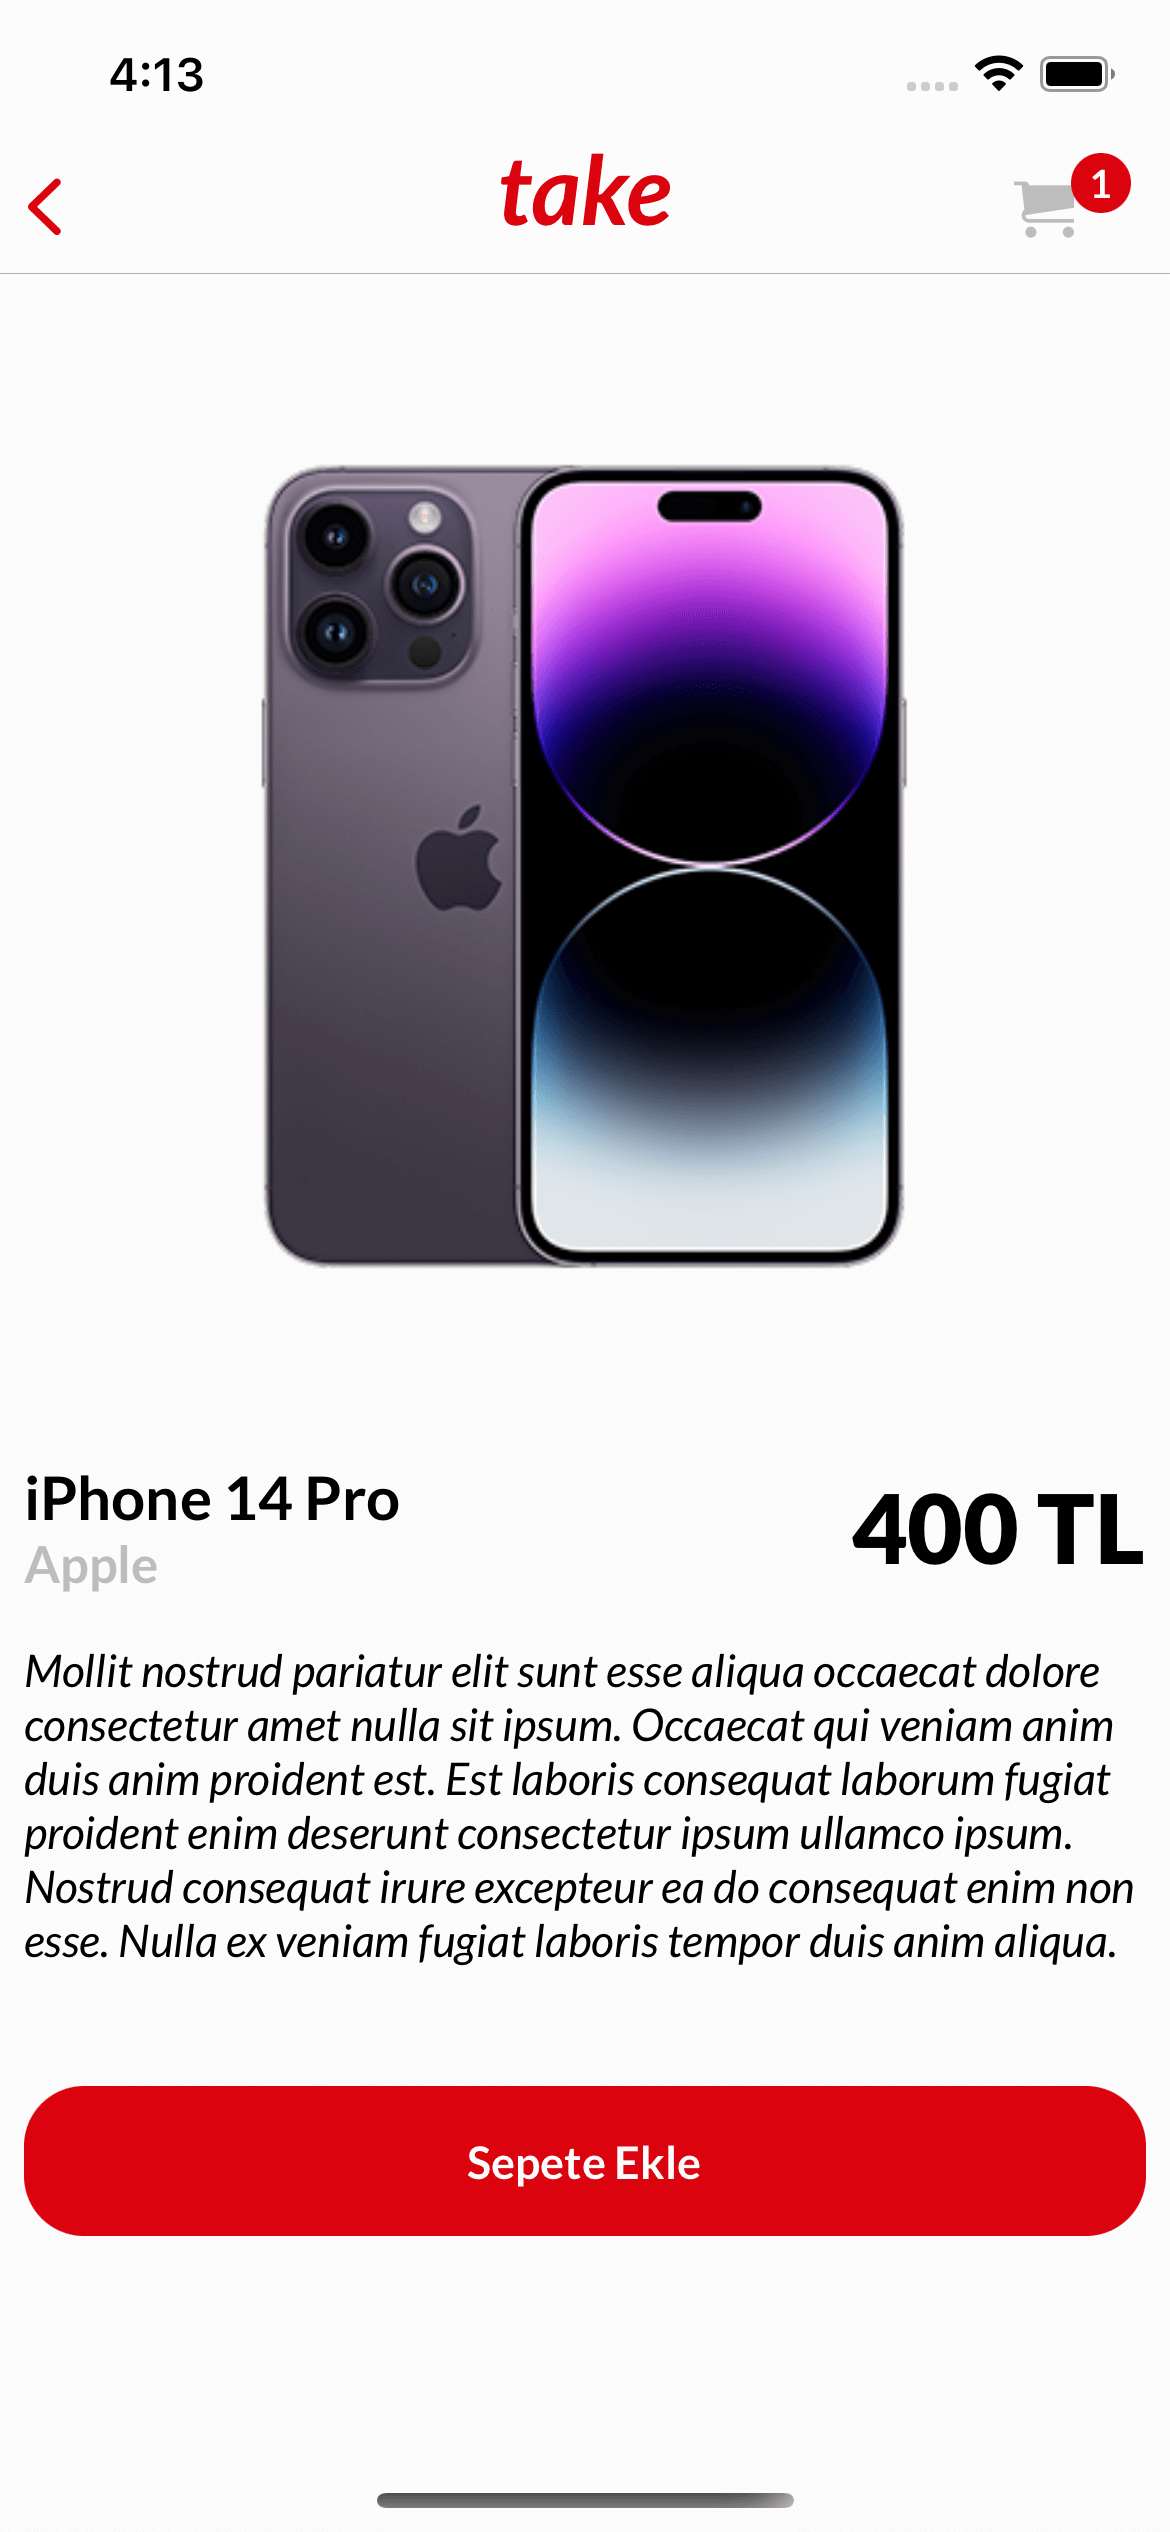 4:13
take
1
iPhone 14 Pro
Apple
400 TL
Mollit nostrud pariatur elit sunt esse aliqua occaecat dolore
consectetur amet nulla sit ipsum. Occaecat qui veniam anim
duis anim proident est. Est laboris consequat laborum fugiat
proident enim deserunt consectetur ipsum ullamco ipsum.
Nostrud consequat irure excepteur ea do consequat enim non
esse. Nulla ex veniam fugiat laboris tempor duis anim aliqua.
Sepete Ekle